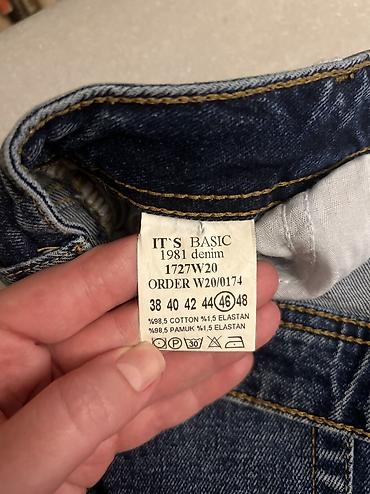 IT`S BASIC
1981 denim
1727W20
ORDER W20/0174
38 40 42 44 46 48
%98,5 COTTON %1,5 ELASTAN
%98,5 PAMUK %1,5 ELASTAN
P 30